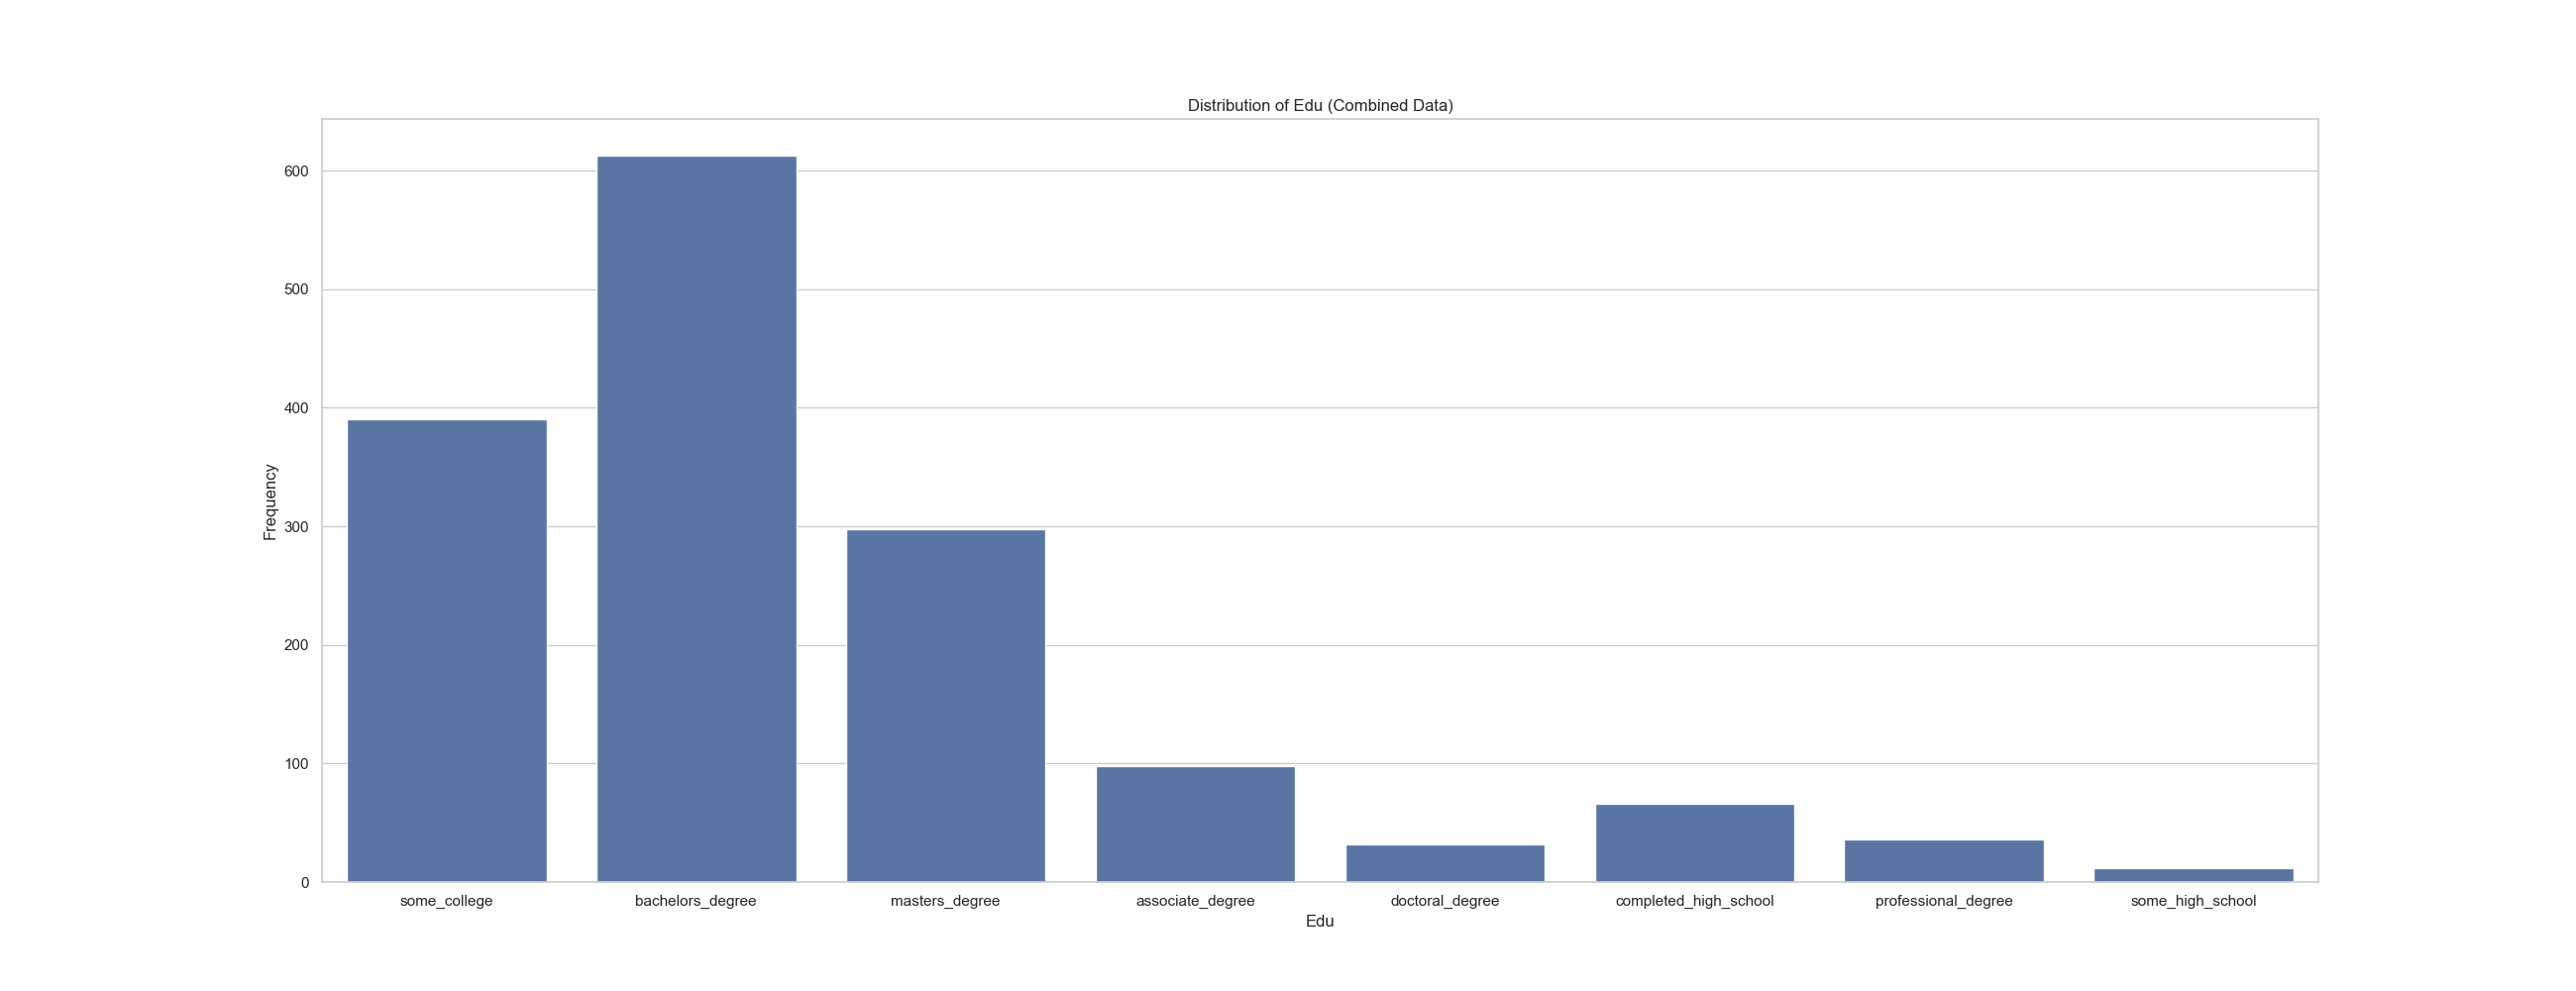 Distribution of Edu (Combined Data)
600
500
400
300
200
100
0
Frequency
some_college bachelors_degree masters_degree associate_degree doctoral_degree completed_high_school professional_degree some_high_school
Edu